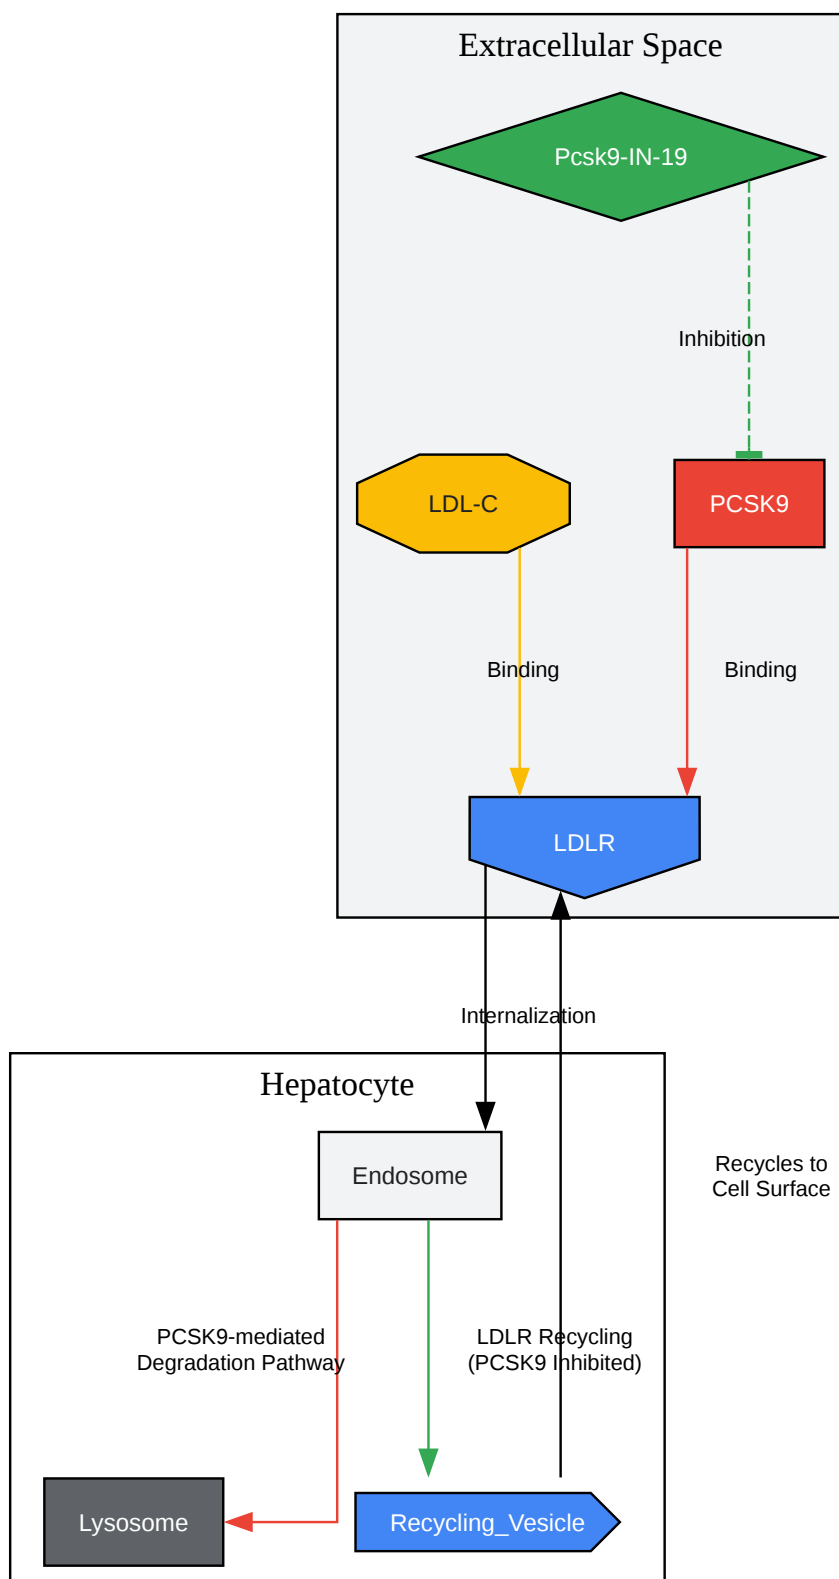 Extracellular Space
Pcsk9-IN-19
Inhibition
LDL-C
PCSK9
Binding
Binding
LDLR
Internalization
Hepatocyte
Endosome
Recycles to
Cell Surface
PCSK9-mediated
Degradation Pathway
LDLR Recycling
(PCSK9 Inhibited)
Lysosome
Recycling_Vesicle